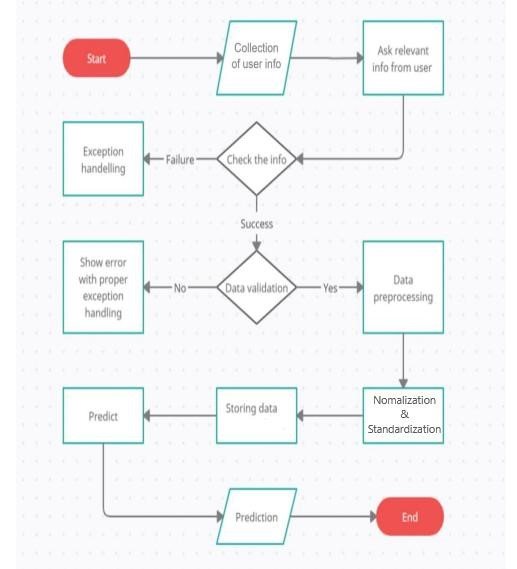 Start
Collection
of user info
Ask relevant
info from user
Exception
handelling
Failure
Check the info
Success
Show error
with proper
exception
handling
No
Data validation
Yes
Data
preprocessing
Predict
Storing data
Nomalization
&
Standardization
Prediction
End